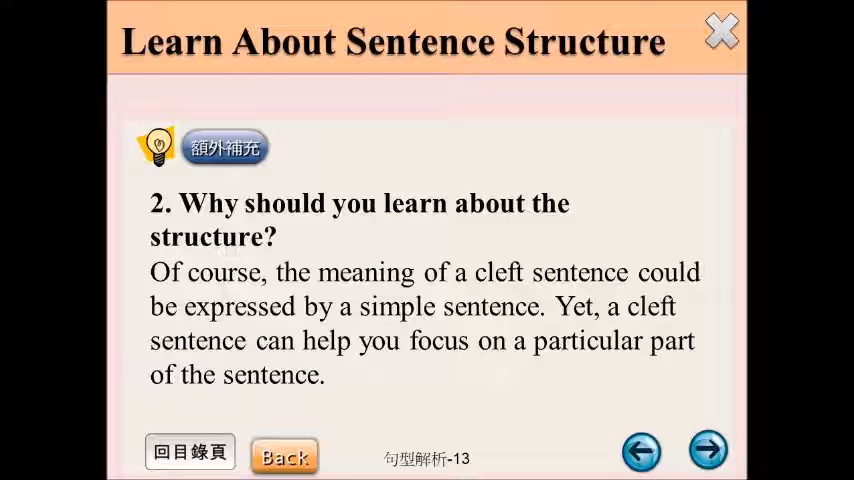 Learn About Sentence Structure
額外補充
2. Why should you learn about the
structure?
Of course, the meaning of a cleft sentence could
be expressed by a simple sentence. Yet, a cleft
sentence can help you focus on a particular part
of the sentence.
回目錄頁
Back
句型解析-13